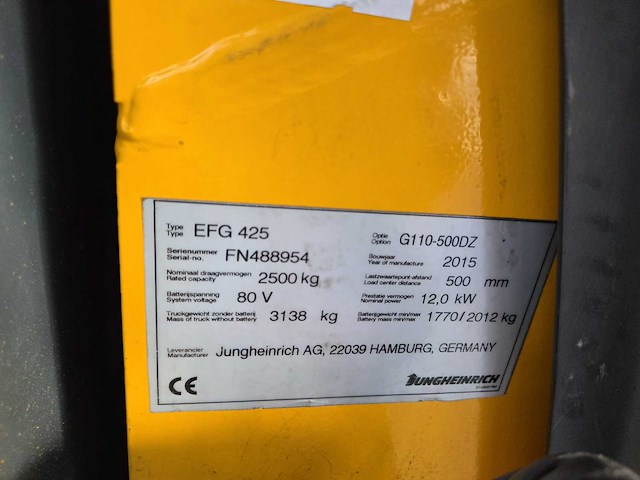 Type EFG 425 Optie G110-500DZ
Type Option
Serienummer FN488954 Bouwjaar 2015
Serial-no. Year of manufacture
Nominaal draagvermogen 2500 kg Lastzwaartepunt-afstand 500 mm
Rated capacity Load center distance
Batterijspanning 80 V Prestatie vermogen 12,0 kW
System voltage Nominal power
Truckgewicht zonder batterij 3138 kg Batterijgewicht min/max 1770/2012 kg
Mass of truck without battery Battery mass min/max
Leverancier Jungheinrich AG, 22039 HAMBURG, GERMANY
Manufacturer
CE JUNGHEINRICH